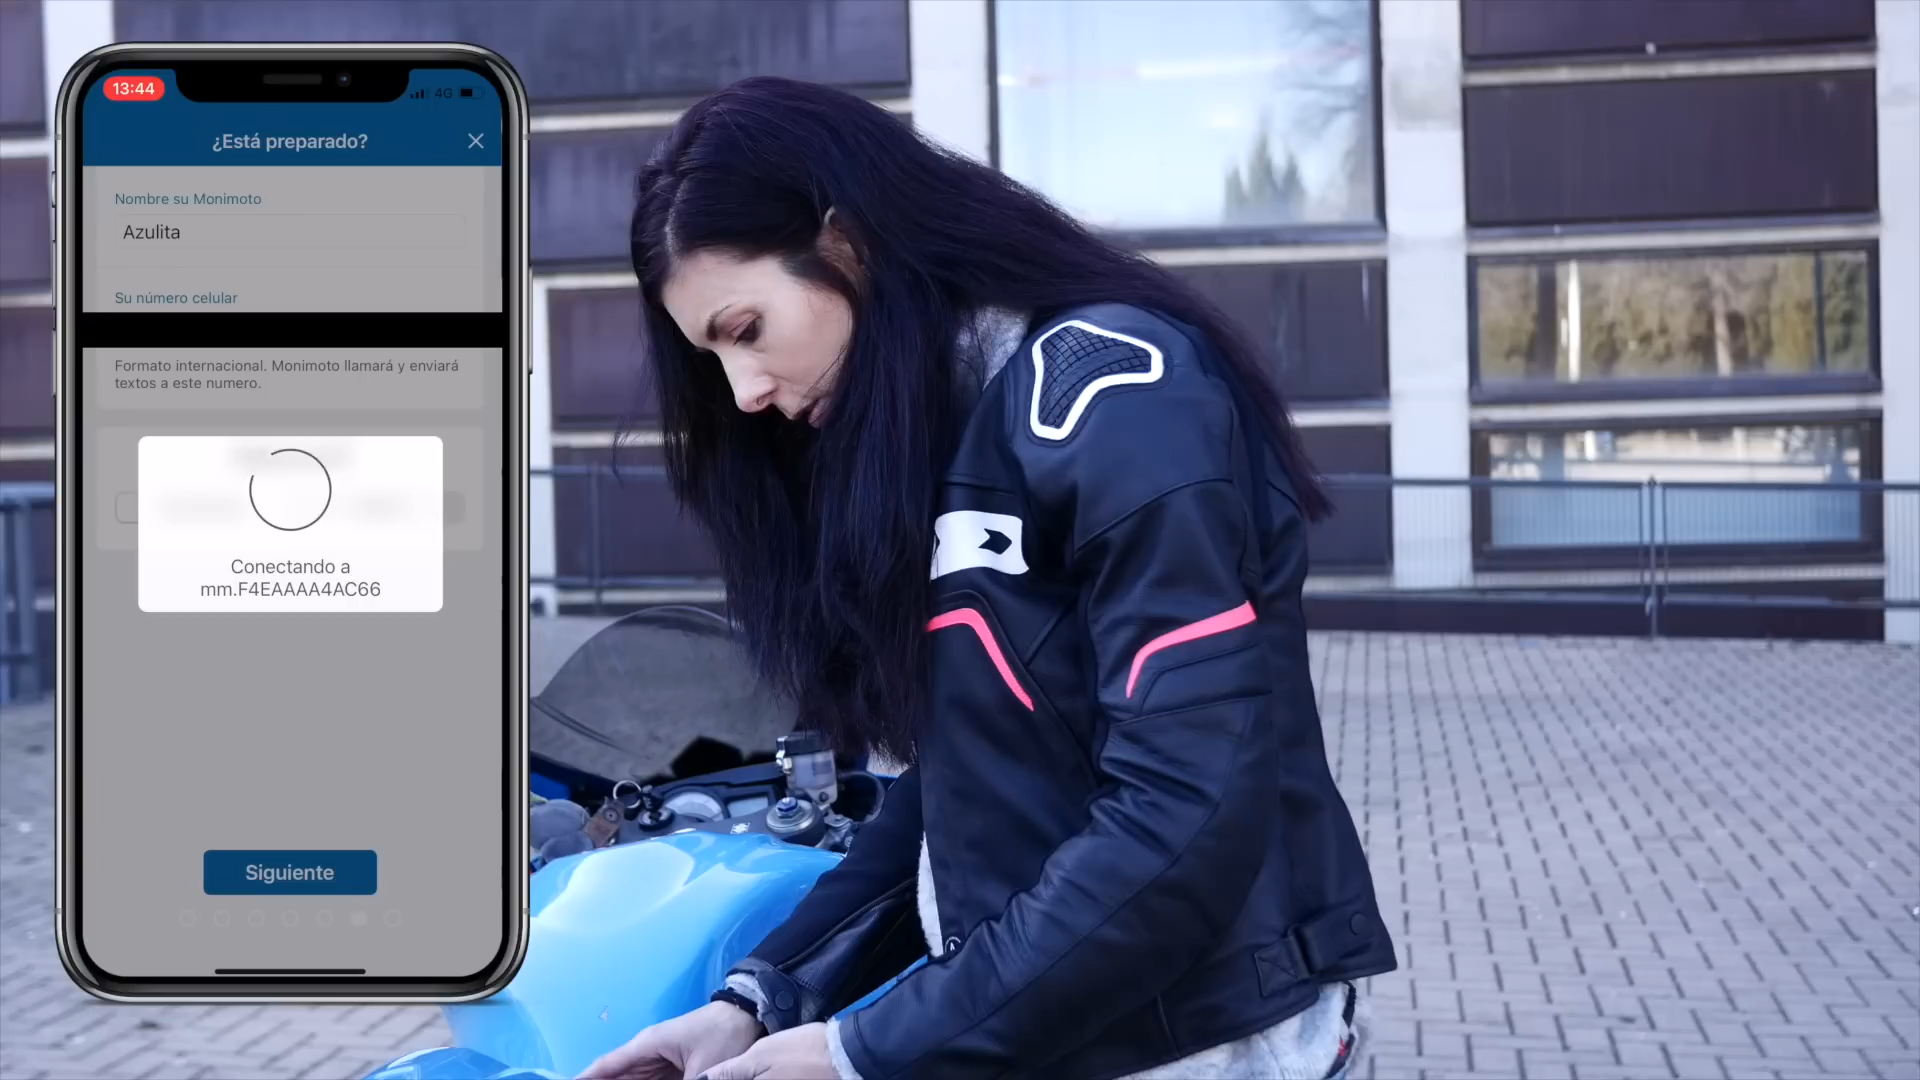 13:44
4G
¿Está preparado?
Nombre su Monimoto
Azulita
Su número celular
Formato internacional. Monimoto llamará y enviará
textos a este numero.
Conectando a
mm.F4EAAAA4AC66
Siguiente